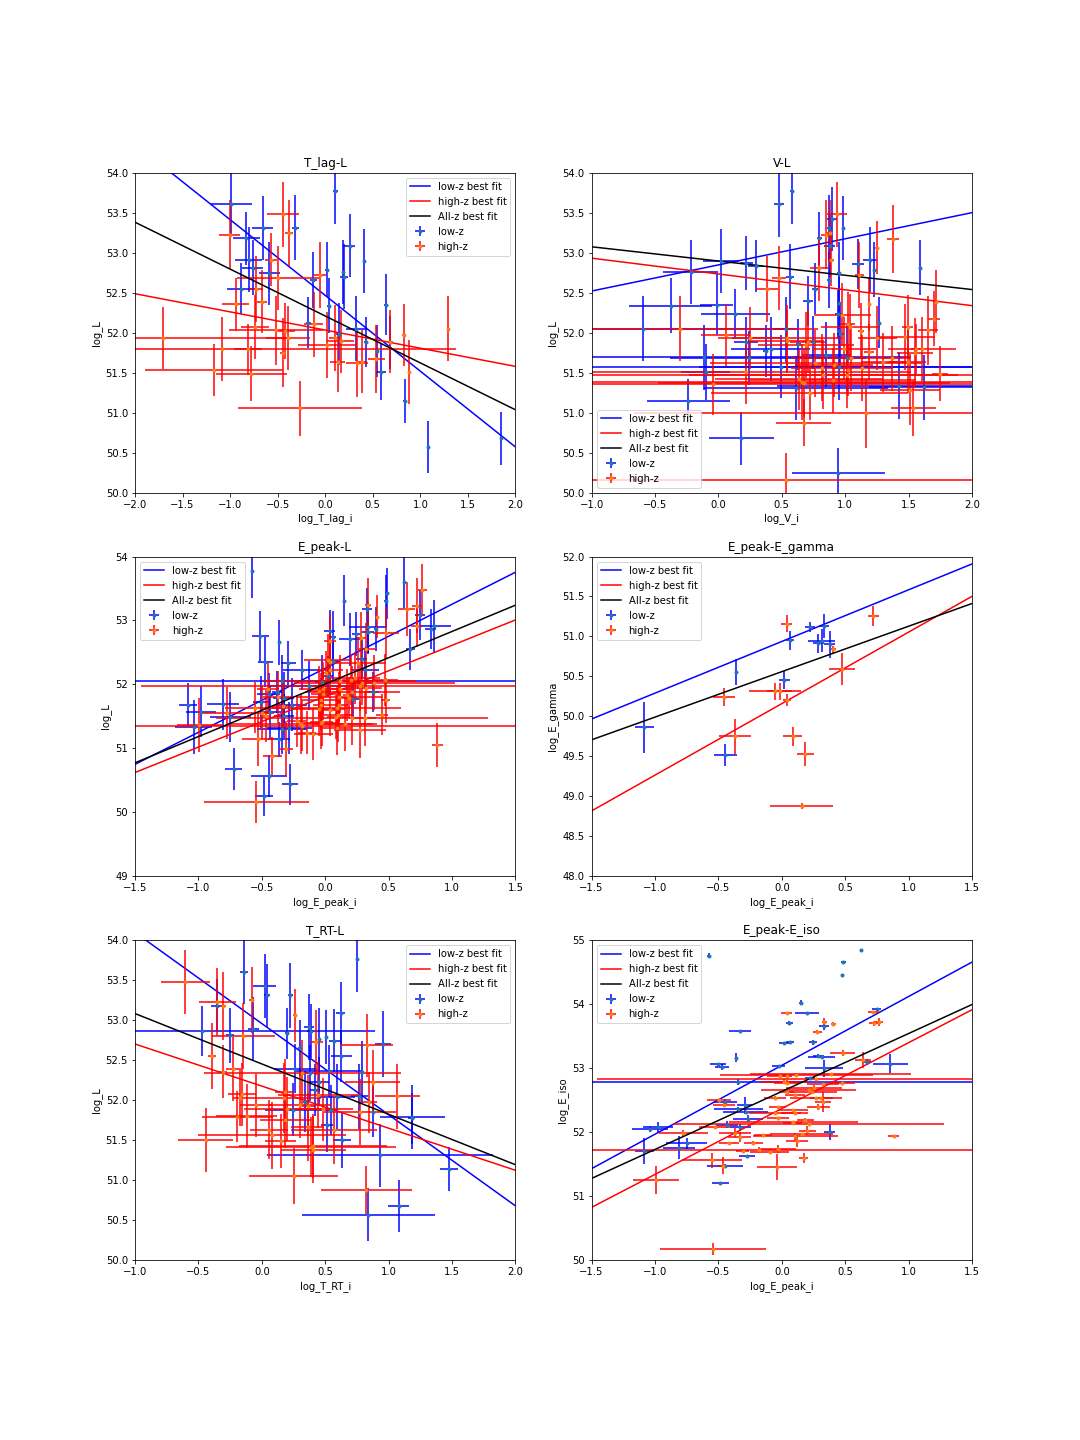 T_lag-L
54.0
53.5
53.0
52.5
52.0
51.5
51.0
50.5
50.0
log_L
low-z best fit
high-z best fit
All-z best fit
low-z
high-z
−2.0 −1.5 −1.0 −0.5 0.0 0.5 1.0 1.5 2.0
log_T_lag_i
V-L
54.0
53.5
53.0
52.5
52.0
51.5
51.0
50.5
50.0
log_L
low-z best fit
high-z best fit
All-z best fit
low-z
high-z
−1.0 −0.5 0.0 0.5 1.0 1.5 2.0
log_V_i
E_peak-L
54
53
52
51
50
49
log_L
low-z best fit
high-z best fit
All-z best fit
low-z
high-z
−1.5 −1.0 −0.5 0.0 0.5 1.0 1.5
log_E_peak_i
E_peak-E_gamma
52.0
51.5
51.0
50.5
50.0
49.5
49.0
48.5
48.0
log_E_gamma
low-z best fit
high-z best fit
All-z best fit
low-z
high-z
−1.5 −1.0 −0.5 0.0 0.5 1.0 1.5
log_E_peak_i
T_RT-L
54.0
53.5
53.0
52.5
52.0
51.5
51.0
50.5
50.0
log_L
low-z best fit
high-z best fit
All-z best fit
low-z
high-z
−1.0 −0.5 0.0 0.5 1.0 1.5 2.0
log_T_RT_i
E_peak-E_iso
55
54
53
52
51
50
log_E_iso
low-z best fit
high-z best fit
All-z best fit
low-z
high-z
−1.5 −1.0 −0.5 0.0 0.5 1.0 1.5
log_E_peak_i